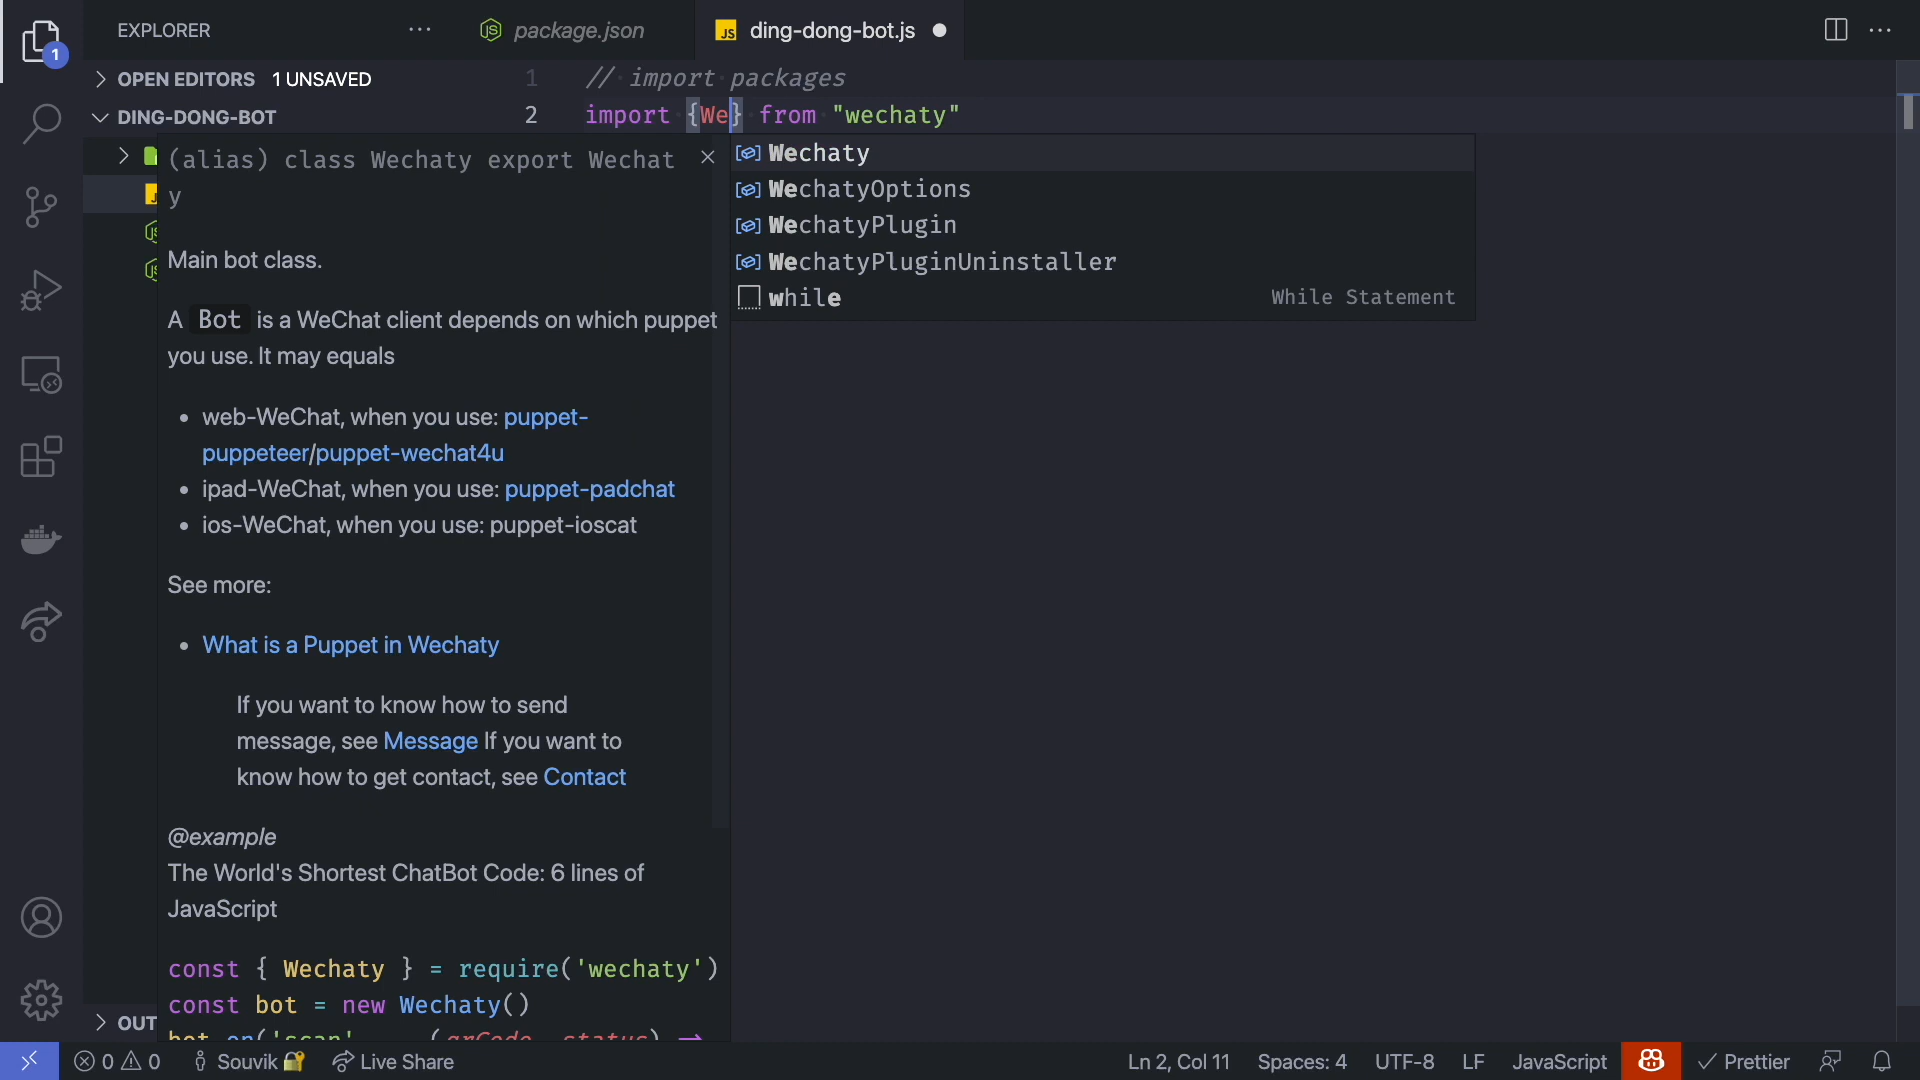 EXPLORER
package.json
JS ding-dong-bot.js
1
OPEN EDITORS 1 UNSAVED
DING-DONG-BOT
1 // import packages
2 import {We} from "wechaty"
(alias) class Wechaty export Wechat
y
Main bot class.
A Bot is a WeChat client depends on which puppet
you use. It may equals
• web-WeChat, when you use: puppet-
puppeteer/puppet-wechat4u
• ipad-WeChat, when you use: puppet-padchat
• ios-WeChat, when you use: puppet-ioscat
See more:
• What is a Puppet in Wechaty
If you want to know how to send
message, see Message If you want to
know how to get contact, see Contact
@example
The World's Shortest ChatBot Code: 6 lines of
JavaScript
const { Wechaty } = require('wechaty')
const bot = new Wechaty()
bot.on('scan', (qrCode, status) =>
Wechaty
WechatyOptions
WechatyPlugin
WechatyPluginUninstaller
while While Statement
OUT
0 0 Souvik Live Share
Ln 2, Col 11 Spaces: 4 UTF-8 LF JavaScript Prettier